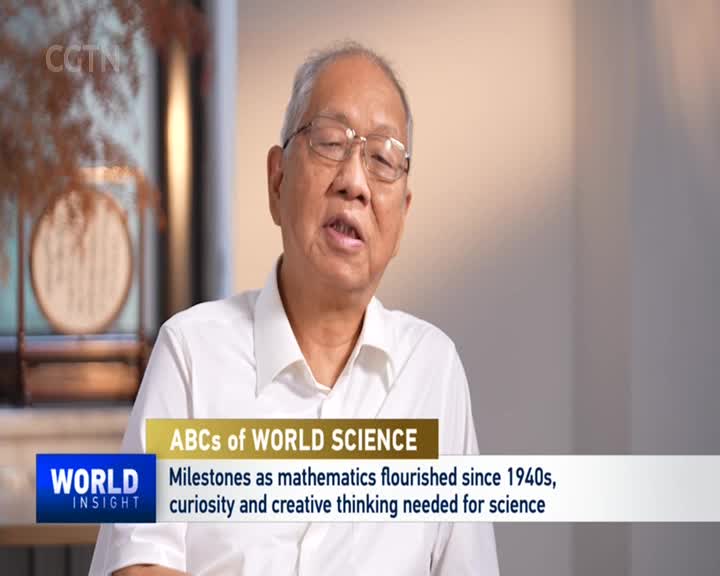 CGTN
ABCs of WORLD SCIENCE
WORLD
INSIGHT
Milestones as mathematics flourished since 1940s,
curiosity and creative thinking needed for science